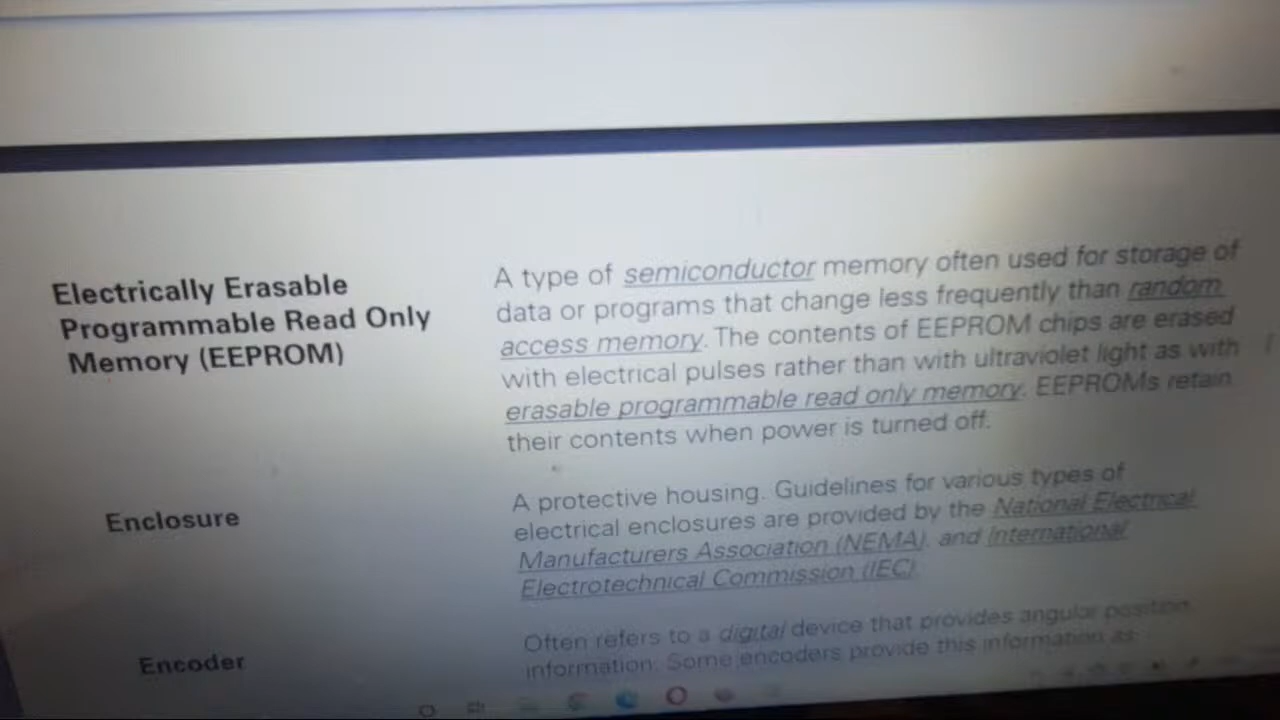 Electrically Erasable
Programmable Read Only
Memory (EEPROM)
A type of semiconductor memory often used for storage of
data or programs that change less frequently than random
access memory. The contents of EEPROM chips are erased
with electrical pulses rather than with ultraviolet light as with
erasable programmable read only memory. EEPROMs retain
their contents when power is turned off.
Enclosure
A protective housing. Guidelines for various types of
electrical enclosures are provided by the National Electrical
Manufacturers Association (NEMA), and International
Electrotechnical Commission (IEC).
Encoder
Often refers to a digital device that provides angular position
information. Some encoders provide this information as